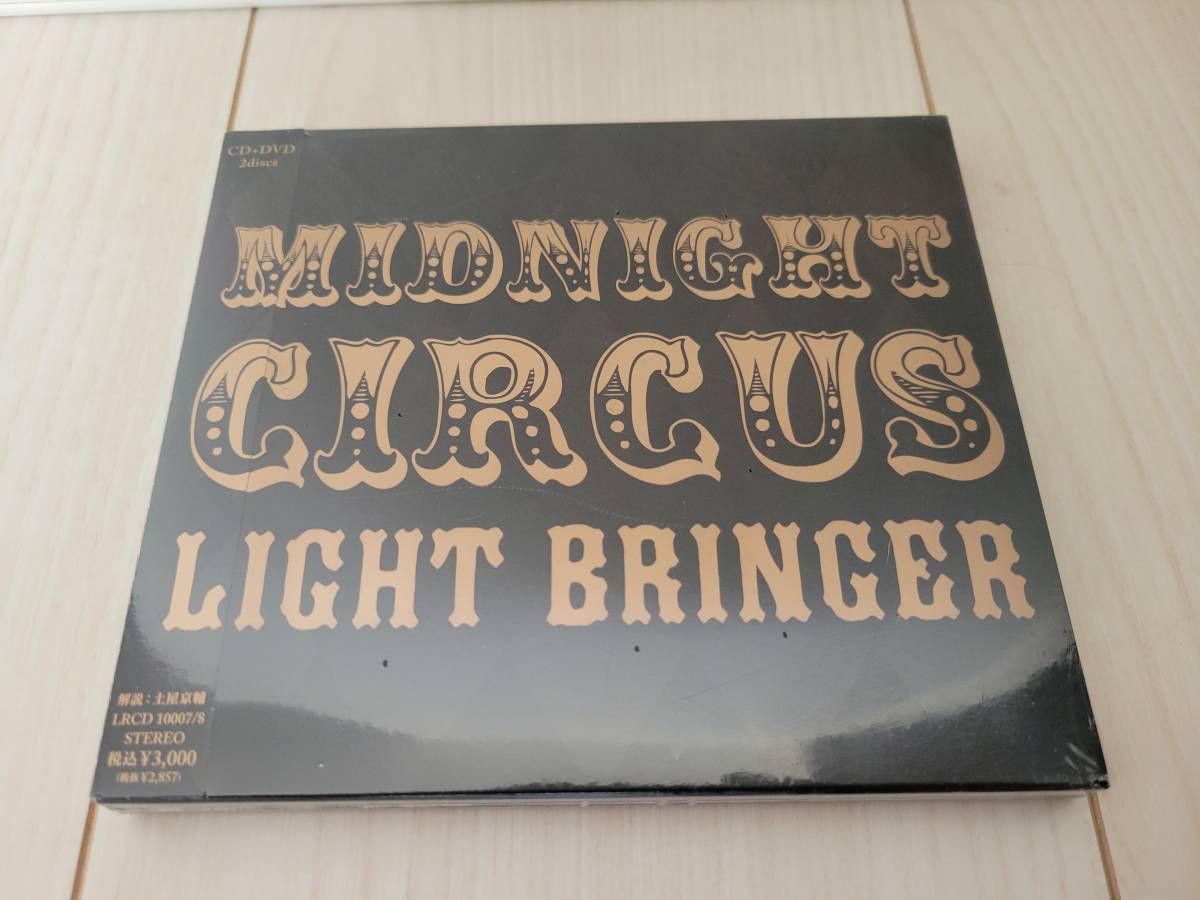 CD+DVD
2discs
MIDNIGHT
CIRCUS
LIGHT BRINGER
解説：土屋京輔
LRCD 10007/8
STEREO
税込¥3,000
(税抜¥2,857)